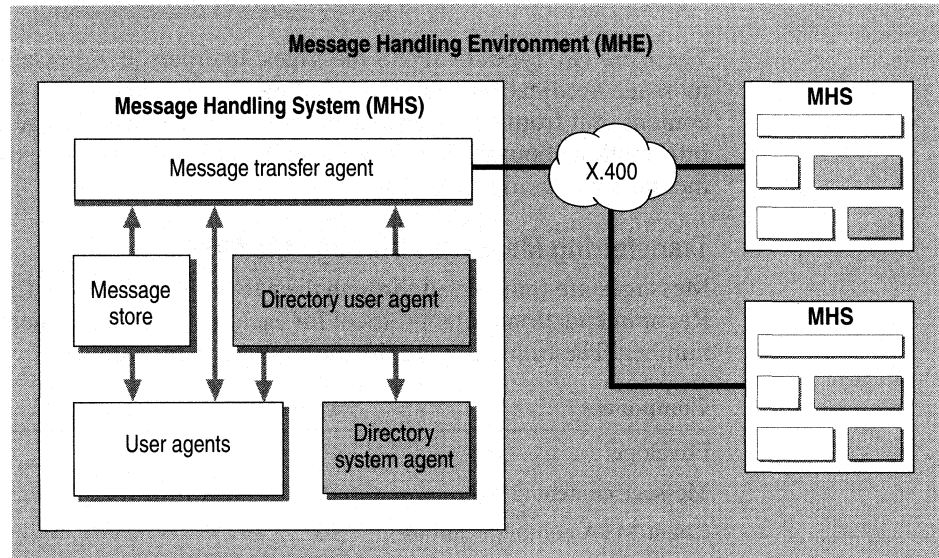 Message Handling Environment (MHE)
Message Handling System (MHS)
Message transfer agent
X.400
MHS
Message
store
Directory user agent
MHS
User agents
Directory
system agent